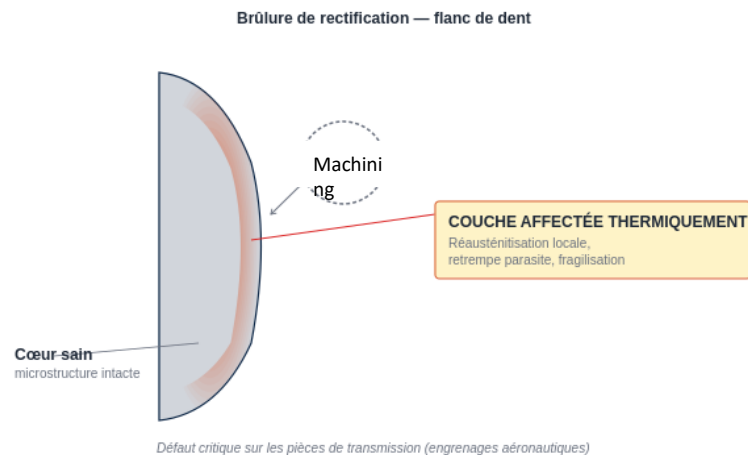 Brûlure de rectification — flanc de dent
Machini
ng
COUCHE AFFECTÉE THERMIQUEMENT
Réausténitisation locale,
retrempe parasite, fragilisation
Cœur sain
microstructure intacte
Défaut critique sur les pièces de transmission (engrenages aéronautiques)